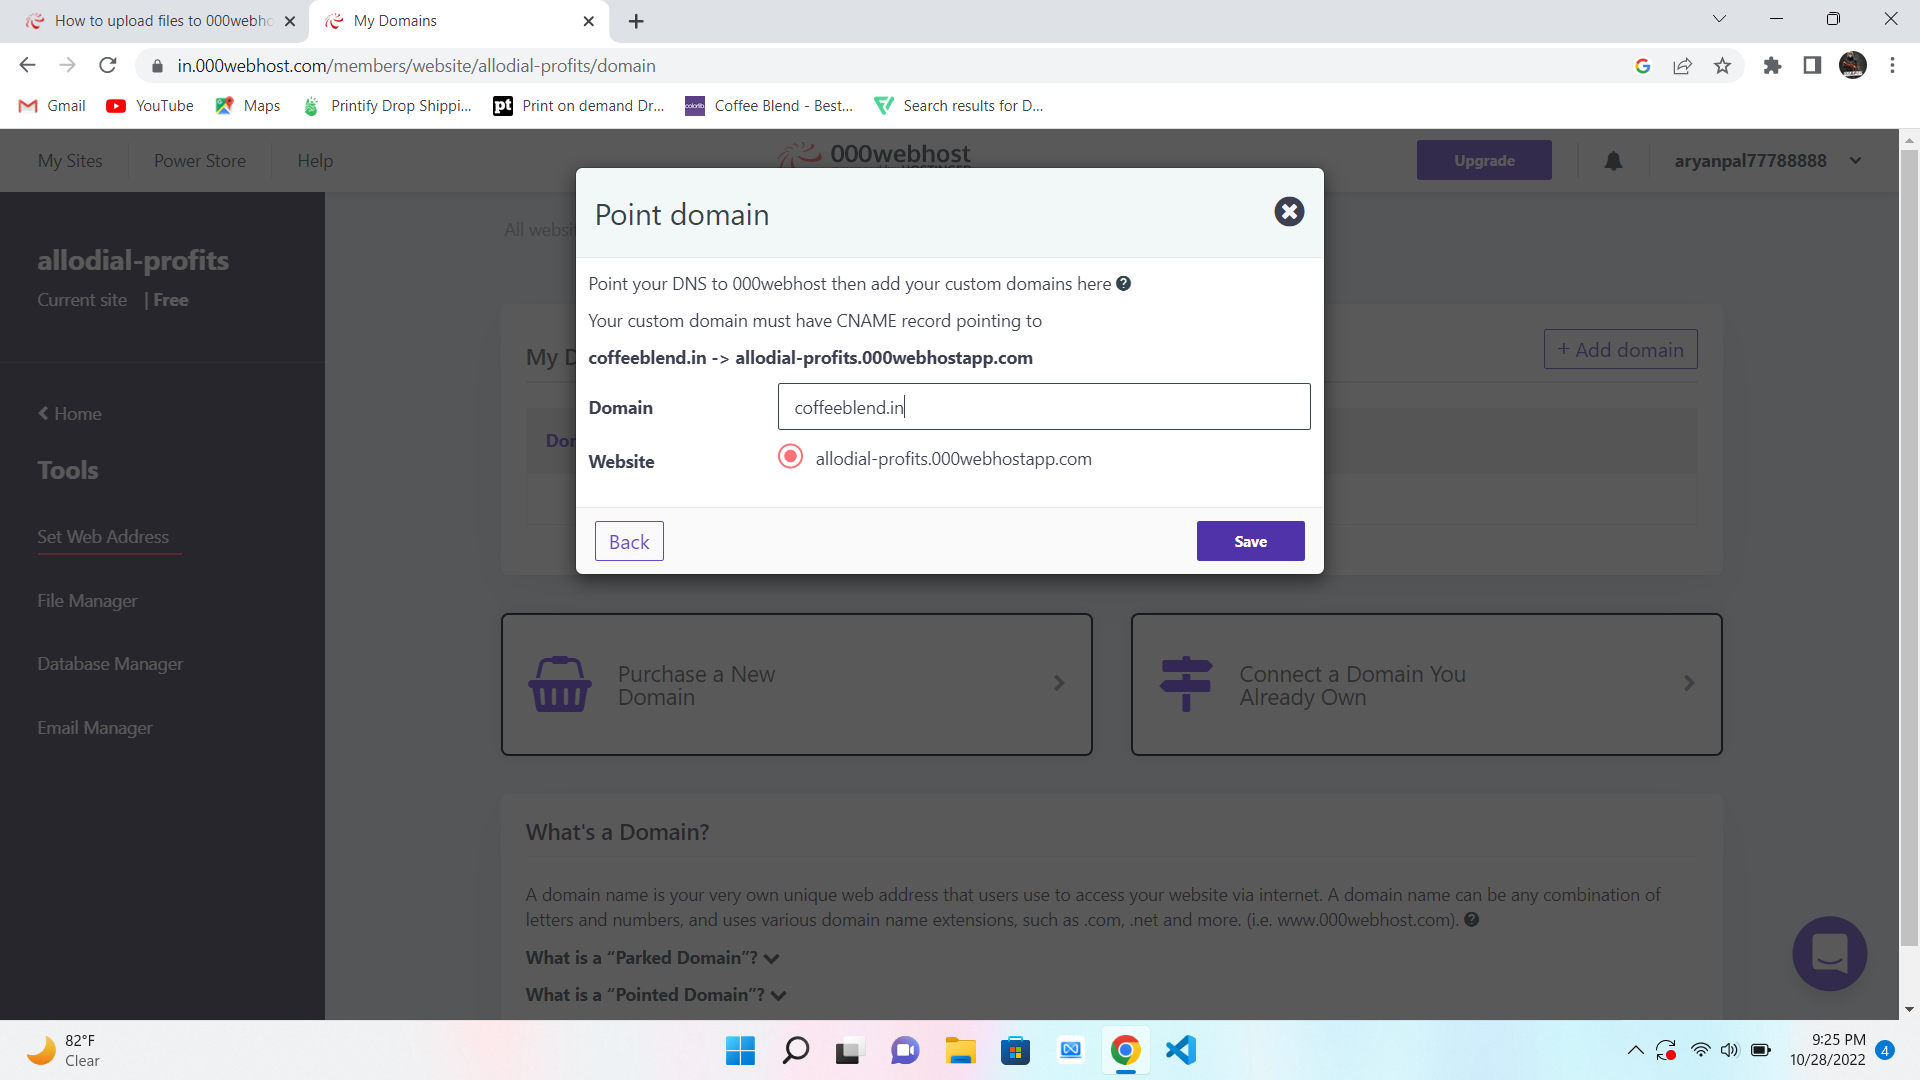 How to upload files to 000webho
My Domains
in.000webhost.com/members/website/allodial-profits/domain
Gmail
YouTube
Maps
Printify Drop Shippi...
pt
Print on demand Dr...
colorlib
Coffee Blend - Best...
Search results for D...
My Sites
Power Store
Help
000webhost
Upgrade
aryanpal77788888
allodial-profits
Current site | Free
Home
Tools
Set Web Address
File Manager
Database Manager
Email Manager
All websi
My D
+ Add domain
Dor
Point domain
Point your DNS to 000webhost then add your custom domains here ?
Your custom domain must have CNAME record pointing to
coffeeblend.in -> allodial-profits.000webhostapp.com
Domain
coffeeblend.in
Website
allodial-profits.000webhostapp.com
Back
Save
Purchase a New
Domain
Connect a Domain You
Already Own
What's a Domain?
A domain name is your very own unique web address that users use to access your website via internet. A domain name can be any combination of
letters and numbers, and uses various domain name extensions, such as .com, .net and more. (i.e. www.000webhost.com). ?
What is a “Parked Domain”?
What is a “Pointed Domain”?
82°F
Clear
9:25 PM
10/28/2022
4